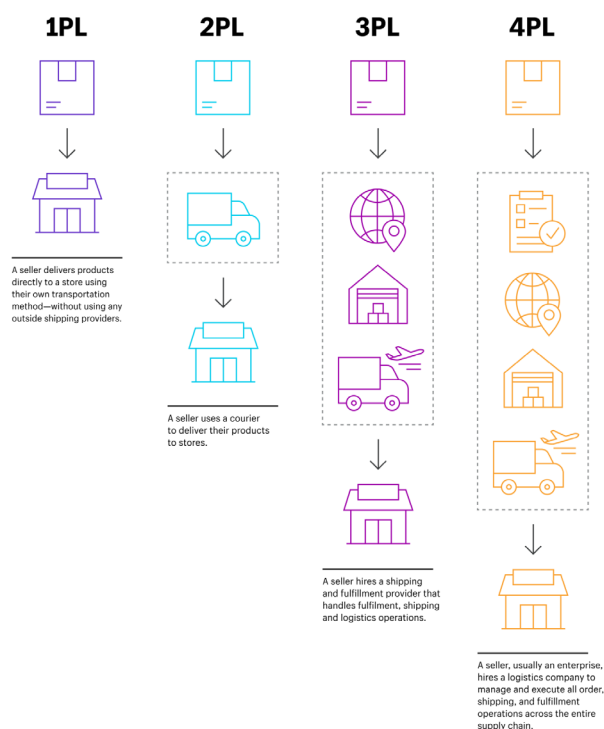 1PL
2PL
3PL
4PL
A seller delivers products
directly to a store using
their own transportation
method—without using any
outside shipping providers.
A seller uses a courier
to deliver their products
to stores.
A seller hires a shipping
and fulfillment provider that
handles fulfilment, shipping
and logistics operations.
A seller, usually an enterprise,
hires a logistics company to
manage and execute all order,
shipping, and fulfillment
operations across the entire
supply chain.